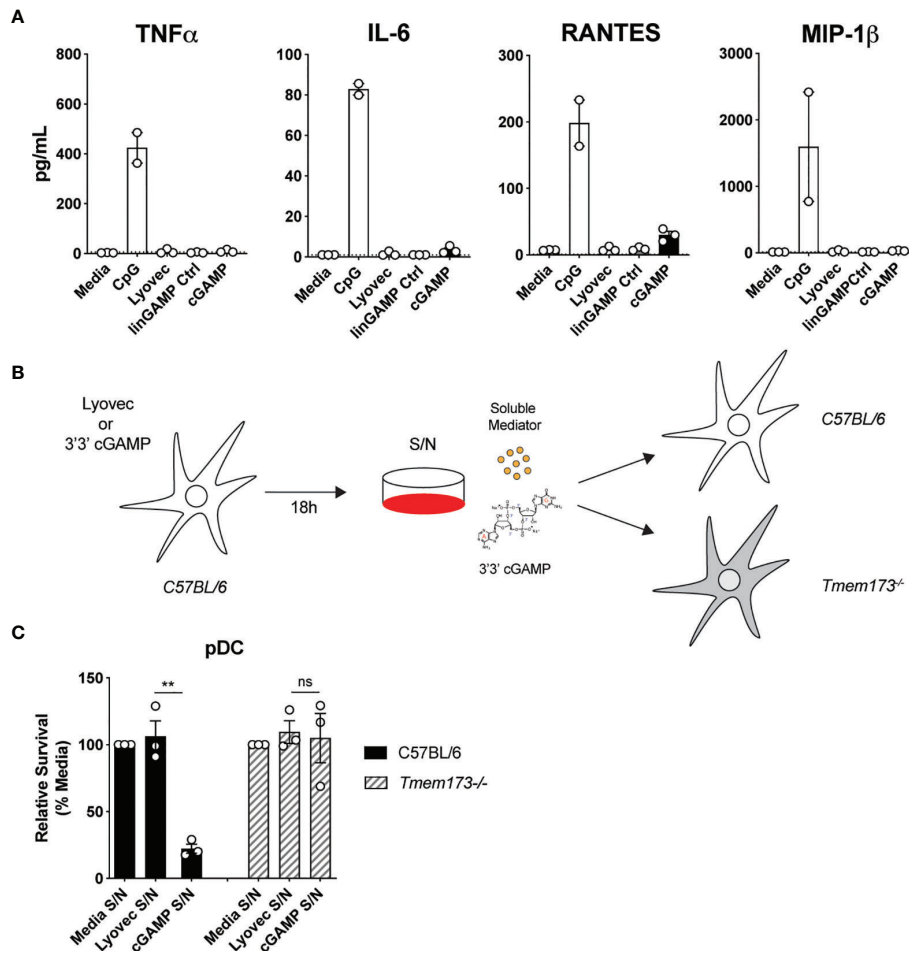 A
TNFα
IL-6
RANTES
MIP-1β
pg/mL
800
600
400
200
0
Media
CpG
Lyovec
linGAMP Ctrl
cGAMP
100
80
60
40
20
0
Media
CpG
Lyovec
linGAMP Ctrl
cGAMP
300
200
100
0
Media
CpG
Lyovec
linGAMP Ctrl
cGAMP
3000
2000
1000
0
Media
CpG
Lyovec
linGAMPCtrl
cGAMP
B
Lyovec
or
3'3' cGAMP
C57BL/6
18h
S/N
Soluble
Mediator
3'3' cGAMP
C57BL/6
Tmem173-/-
C
pDC
Relative Survival
(% Media)
150
100
50
0
**
ns
Media S/N
Lyovec S/N
cGAMP S/N
Media S/N
Lyovec S/N
cGAMP S/N
C57BL/6
Tmem173-/-